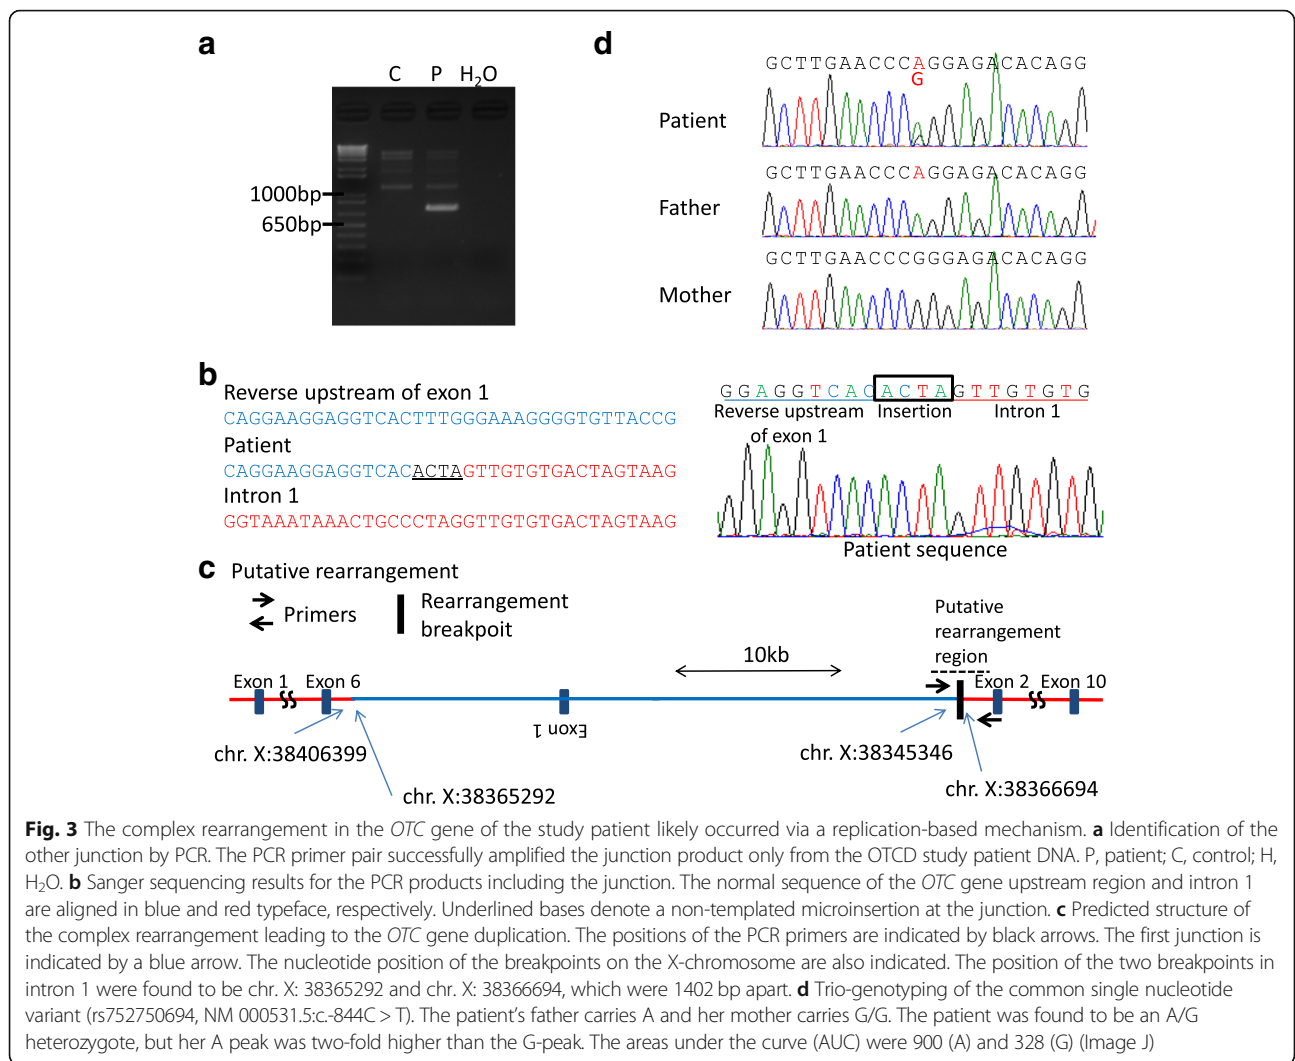 a
C P H2O
1000bp
650bp
d
GCTTGAACCCAGGAGACACAGG
G
Patient
GCTTGAACCCAGGAGACACAGG
Father
GCTTGAACCCGGGAGACACAGG
Mother
b
Reverse upstream of exon 1
CAGGAAGGAGGTCACTTTGGGAAAGGGGTGTTACCG
Patient
CAGGAAGGAGGTCACACTAGTTGTGTGACTAGTAAG
Intron 1
GGTAAATAAACTGCCCTAGGTTGTGTGACTAGTAAG
GGAGGTCACACTAGTTGTGTG
Reverse upstream of exon 1
Insertion
Intron 1
Patient sequence
c Putative rearrangement
Primers
Rearrangement
breakpoit
10kb
Putative
rearrangement
region
Exon 1 Exon 6 Exon 1 Exon 2 Exon 10
chr. X:38406399
chr. X:38365292
chr. X:38345346
chr. X:38366694
Fig. 3 The complex rearrangement in the OTC gene of the study patient likely occurred via a replication-based mechanism. a Identification of the
other junction by PCR. The PCR primer pair successfully amplified the junction product only from the OTCD study patient DNA. P, patient; C, control; H,
H2O. b Sanger sequencing results for the PCR products including the junction. The normal sequence of the OTC gene upstream region and intron 1
are aligned in blue and red typeface, respectively. Underlined bases denote a non-templated microinsertion at the junction. c Predicted structure of
the complex rearrangement leading to the OTC gene duplication. The positions of the PCR primers are indicated by black arrows. The first junction is
indicated by a blue arrow. The nucleotide position of the breakpoints on the X-chromosome are also indicated. The position of the two breakpoints in
intron 1 were found to be chr. X: 38365292 and chr. X: 38366694, which were 1402 bp apart. d Trio-genotyping of the common single nucleotide
variant (rs752750694, NM 000531.5:c.-844C > T). The patient's father carries A and her mother carries G/G. The patient was found to be an A/G
heterozygote, but her A peak was two-fold higher than the G-peak. The areas under the curve (AUC) were 900 (A) and 328 (G) (Image J)